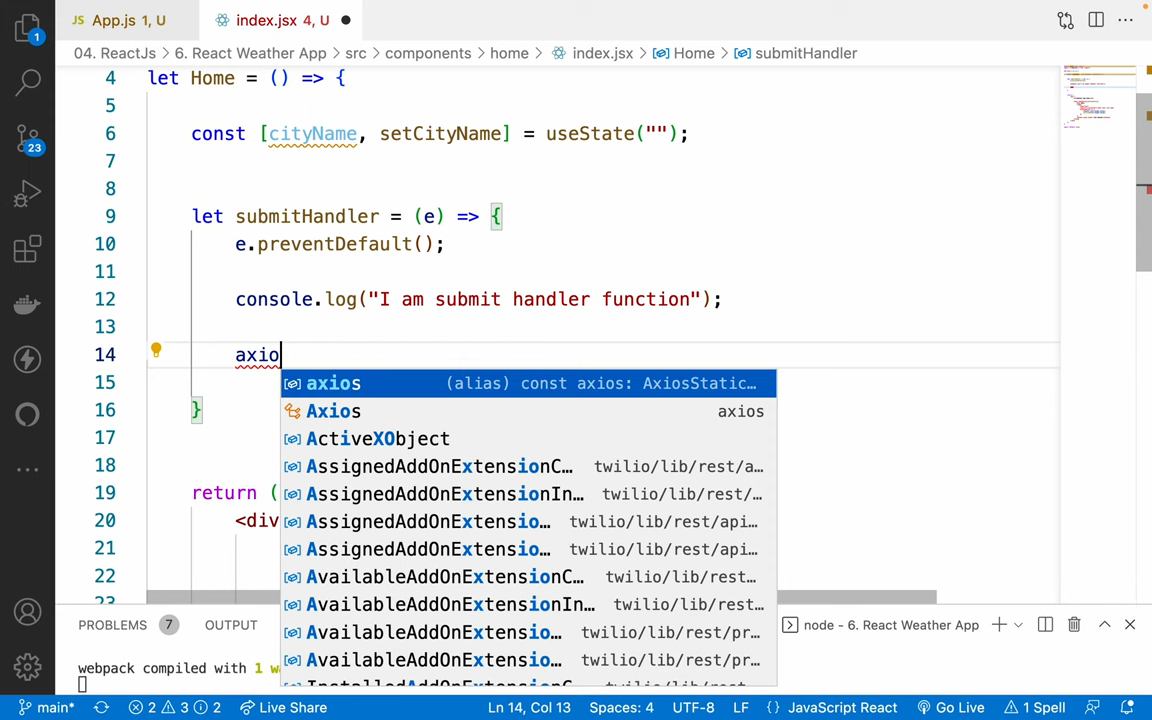 JS App.js 1, U
index.jsx 4, U
04. ReactJs > 6. React Weather App > src > components > home > index.jsx > Home > submitHandler
4 let Home = () => {
5
6 const [cityName, setCityName] = useState("");
7
8
9 let submitHandler = (e) => {
10 e.preventDefault();
11
12 console.log("I am submit handler function");
13
14 axio
15
16 }
17
18
19 return (
20 <div
21
22
23
axios (alias) const axios: AxiosStatic…
Axios axios
ActiveXObject
AssignedAddOnExtensionC… twilio/lib/rest/a…
AssignedAddOnExtensionIn… twilio/lib/rest/…
AssignedAddOnExtensio… twilio/lib/rest/api…
AssignedAddOnExtensio… twilio/lib/rest/api…
AvailableAddOnExtensionC… twilio/lib/rest…
AvailableAddOnExtensionIn… twilio/lib/rest…
AvailableAddOnExtensio… twilio/lib/rest/pr…
AvailableAddOnExtensio… twilio/lib/rest/pr…
1
23
PROBLEMS 7 OUTPUT
node - 6. React Weather App
webpack compiled with 1 w
main* 2 3 2 Live Share Ln 14, Col 13 Spaces: 4 UTF-8 LF {} JavaScript React Go Live 1 Spell